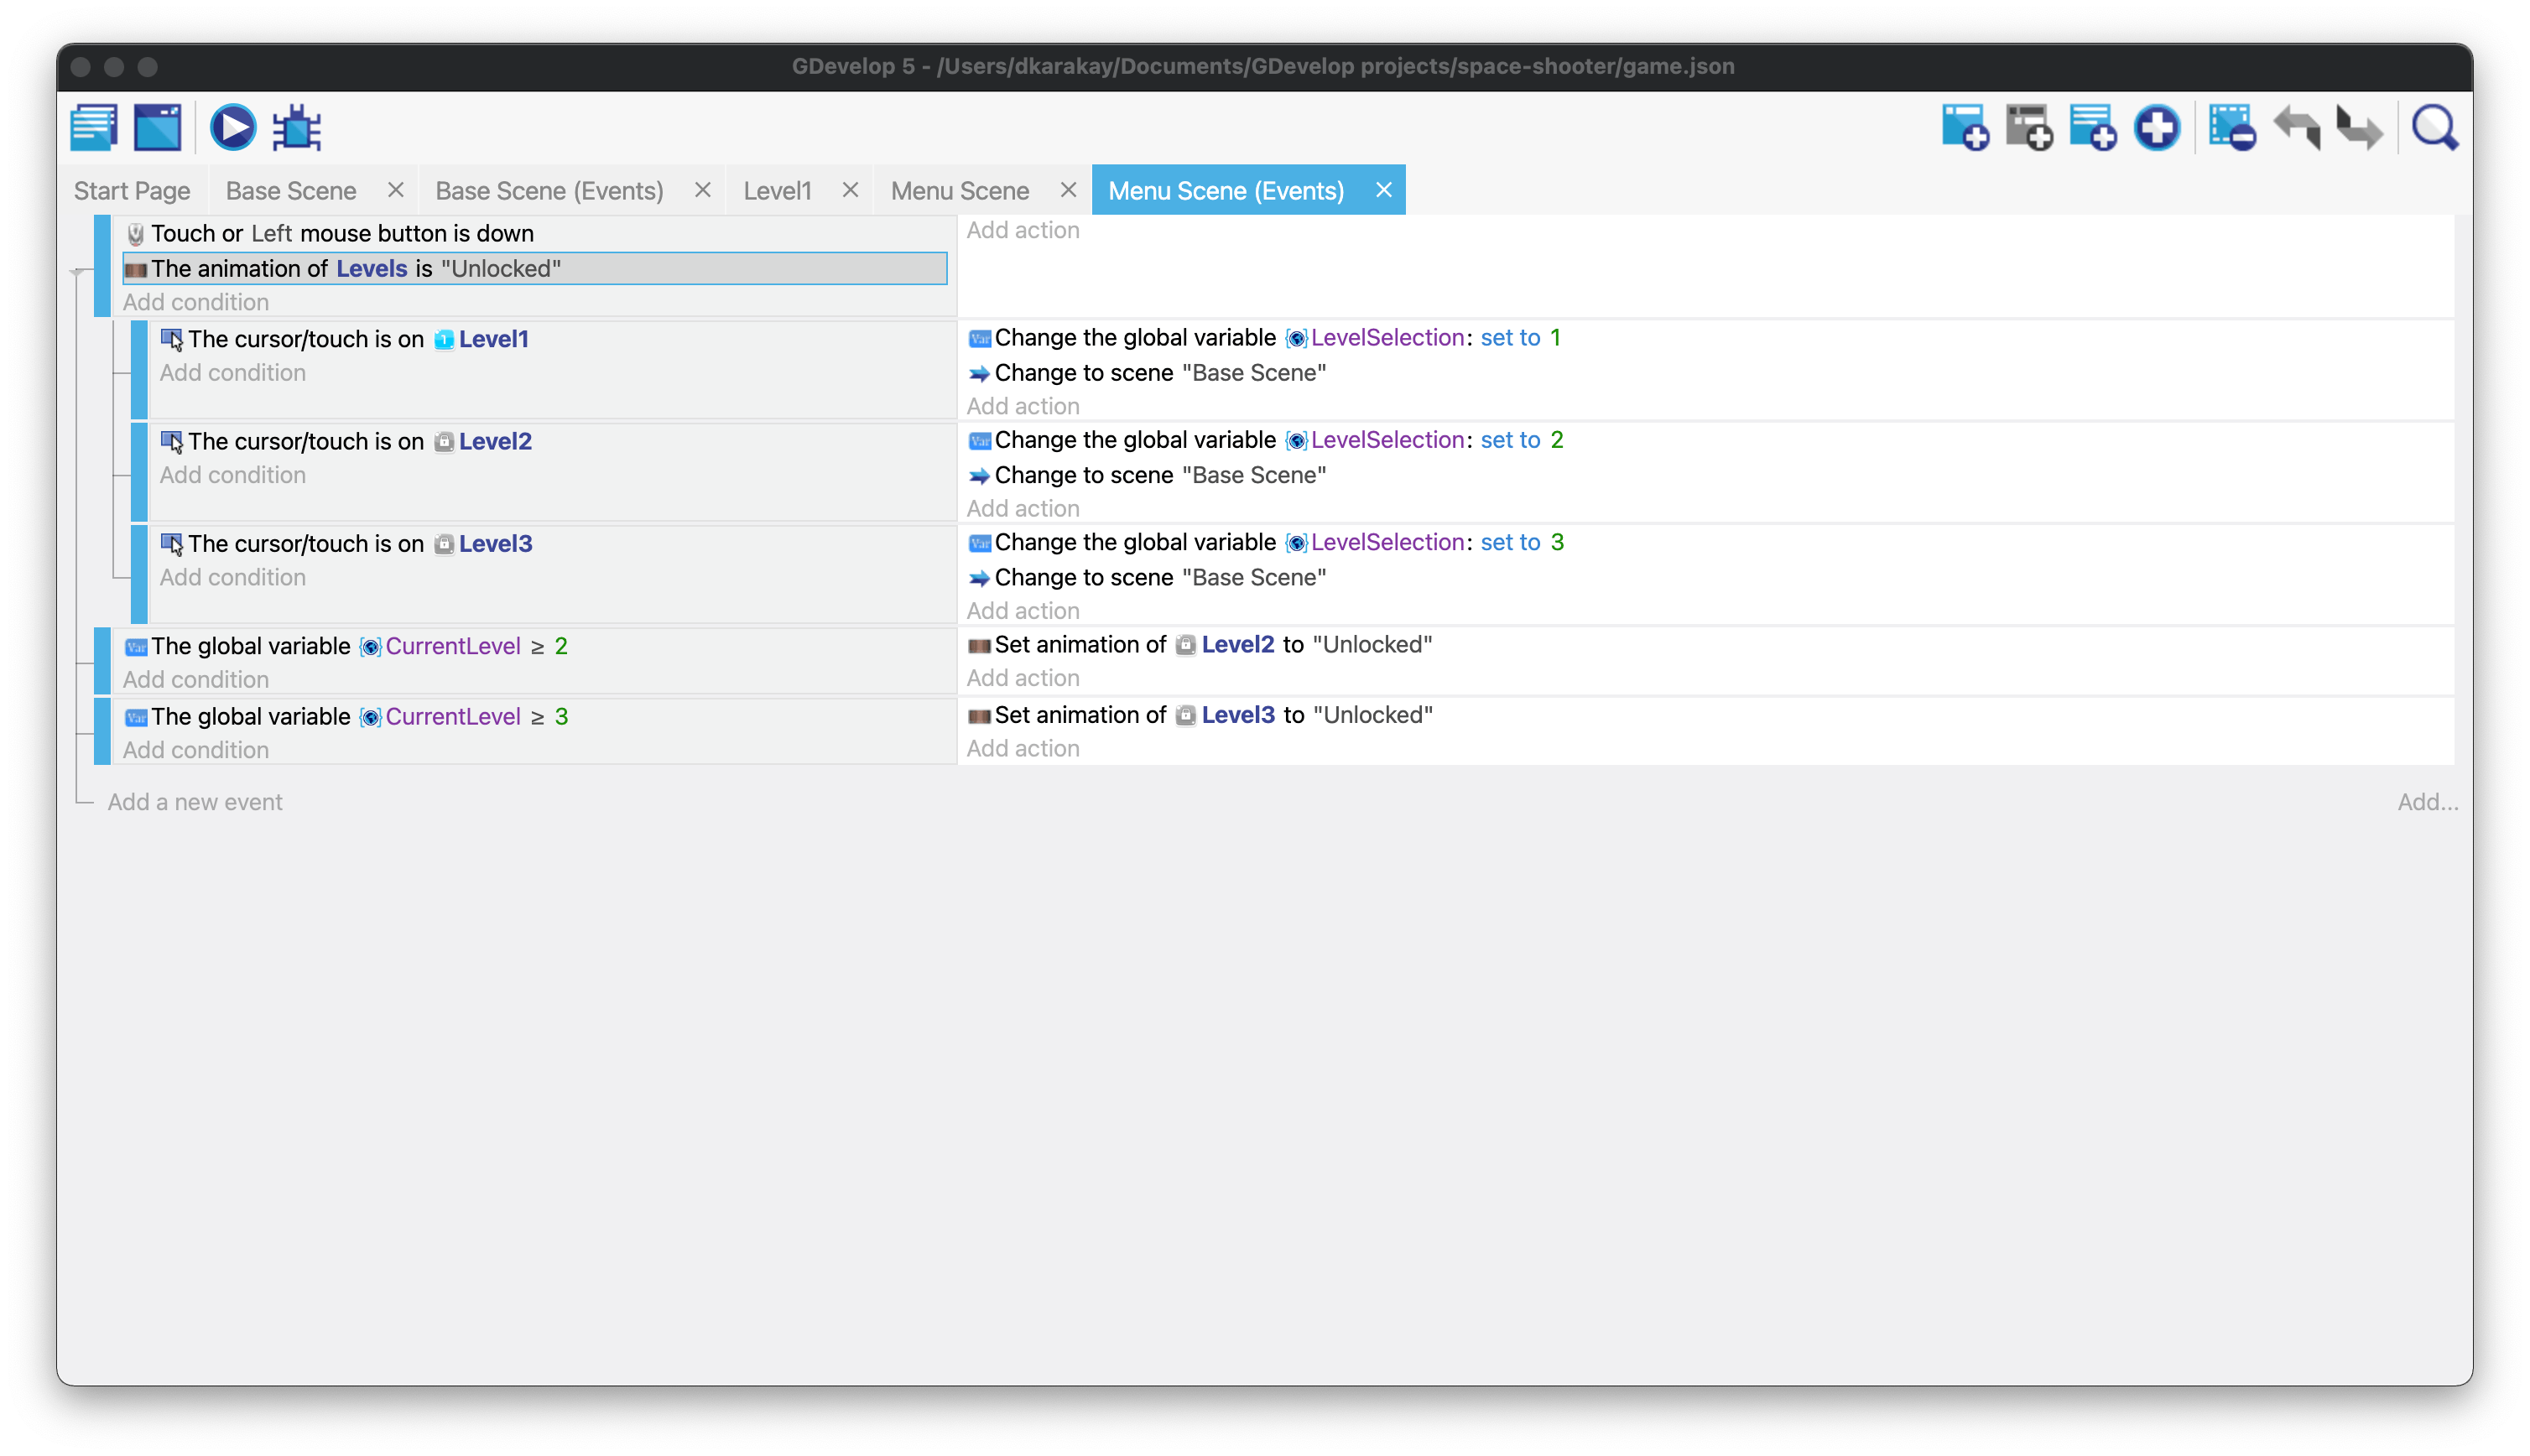 GDevelop 5 - /Users/dkarakay/Documents/GDevelop projects/space-shooter/game.json
Start Page Base Scene Base Scene (Events) Level1 Menu Scene Menu Scene (Events)
Touch or Left mouse button is down
Add action
The animation of Levels is "Unlocked"
Add condition
The cursor/touch is on 1 Level1
Add condition
Var Change the global variable LevelSelection: set to 1
Change to scene "Base Scene"
Add action
The cursor/touch is on Level2
Add condition
Var Change the global variable LevelSelection: set to 2
Change to scene "Base Scene"
Add action
The cursor/touch is on Level3
Add condition
Var Change the global variable LevelSelection: set to 3
Change to scene "Base Scene"
Add action
Var The global variable CurrentLevel ≥ 2
Add condition
Set animation of Level2 to "Unlocked"
Add action
Var The global variable CurrentLevel ≥ 3
Add condition
Set animation of Level3 to "Unlocked"
Add action
Add a new event
Add...